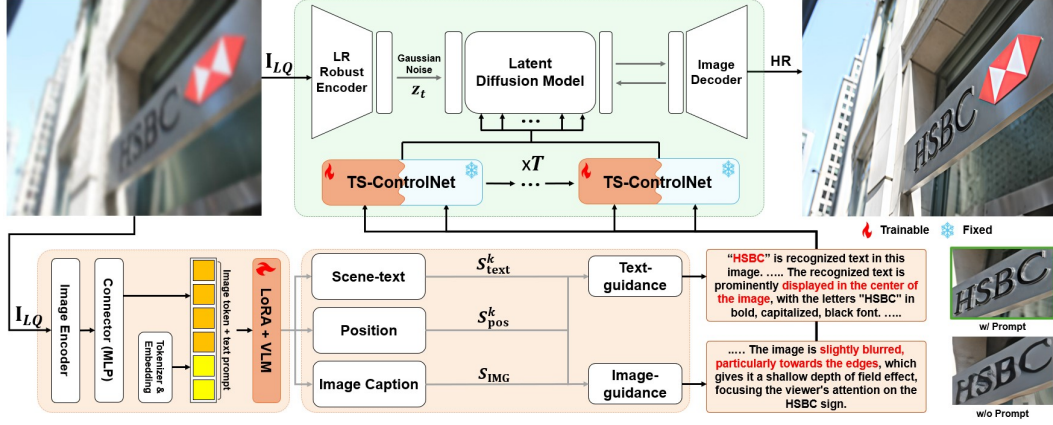 HSBC
I_LQ
LR
Robust
Encoder
Gaussian
Noise
z_t
Latent
Diffusion Model
...
Image
Decoder
HR
HSBC
TS-ControlNet
xT
...
TS-ControlNet
Trainable
Fixed
I_LQ
Image Encoder
Connector (MLP)
Tokenizer &
Embedding
Image token + text prompt
LoRA + VLM
Scene-text
Position
Image Caption
S^k_text
S^k_pos
S_IMG
Text-
guidance
Image-
guidance
“HSBC” is recognized text in this
image. ..... The recognized text is
prominently displayed in the center of
the image, with the letters "HSBC" in
bold, capitalized, black font. .....
..... The image is slightly blurred,
particularly towards the edges, which
gives it a shallow depth of field effect,
focusing the viewer's attention on the
HSBC sign.
HSBC
w/ Prompt
HSBC
w/o Prompt